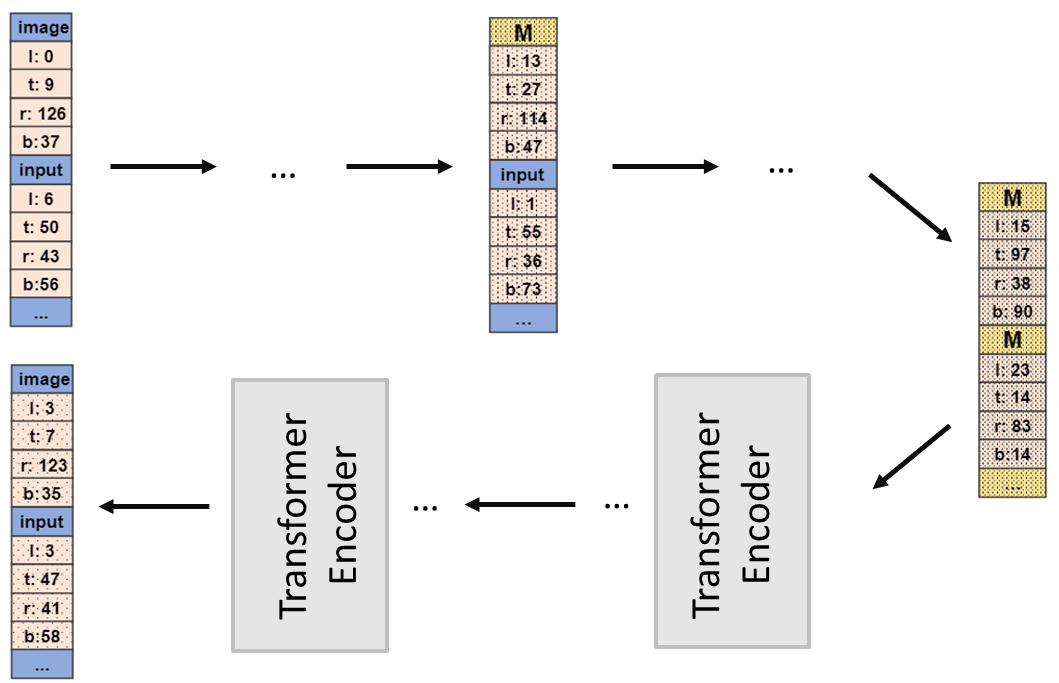 image
l: 0
t: 9
r: 126
b:37
input
l: 6
t: 50
r: 43
b:56
...
...
M
l: 13
t: 27
r: 114
b:47
input
l: 1
t: 55
r: 36
b:73
...
...
M
l: 15
t: 97
r: 38
b: 90
M
l: 23
t: 14
r: 83
b:14
...
Transformer
Encoder
...
...
Transformer
Encoder
image
l: 3
t: 7
r: 123
b:35
input
l: 3
t: 47
r: 41
b:58
...